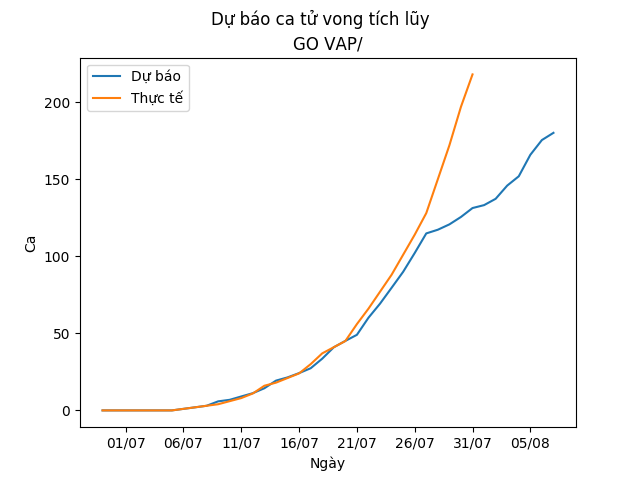 Dự báo ca tử vong tích lũy
GO VAP/
Dự báo
Thực tế
200
150
100
50
0
Ca
01/07 06/07 11/07 16/07 21/07 26/07 31/07 05/08
Ngày